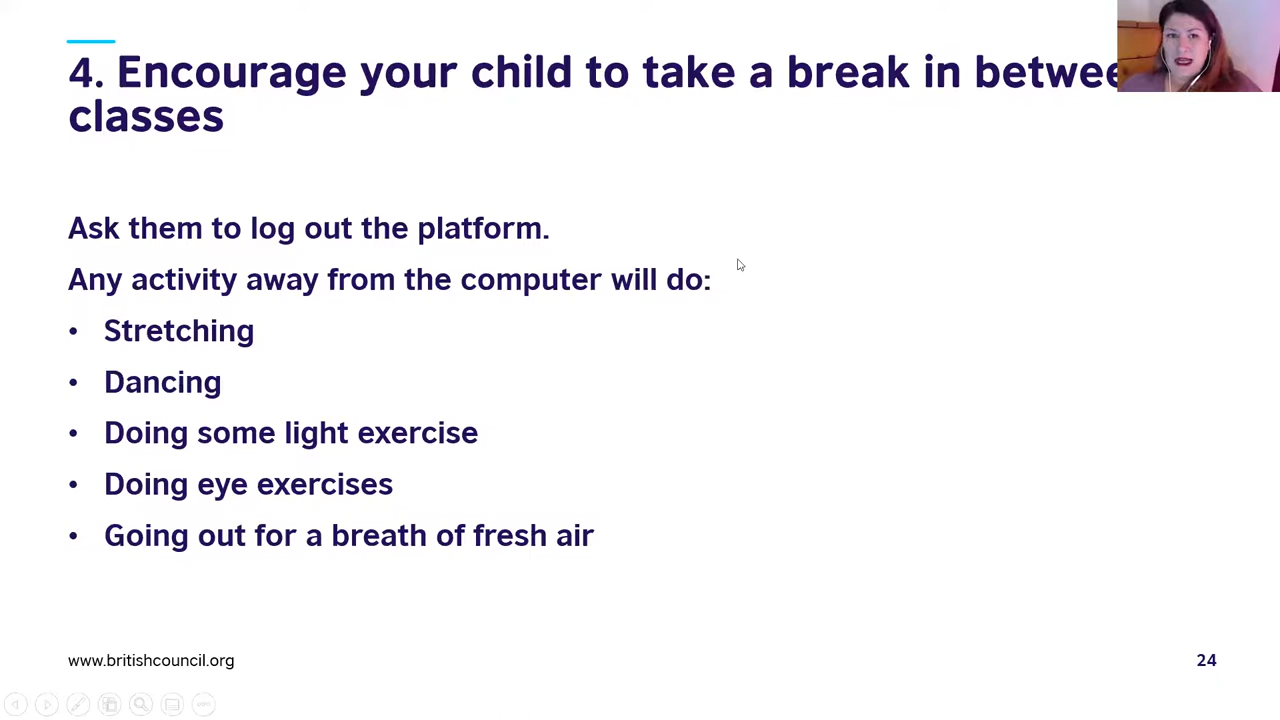 4. Encourage your child to take a break in betwee
classes
Ask them to log out the platform.
Any activity away from the computer will do:
• Stretching
• Dancing
• Doing some light exercise
• Doing eye exercises
• Going out for a breath of fresh air
www.britishcouncil.org
24